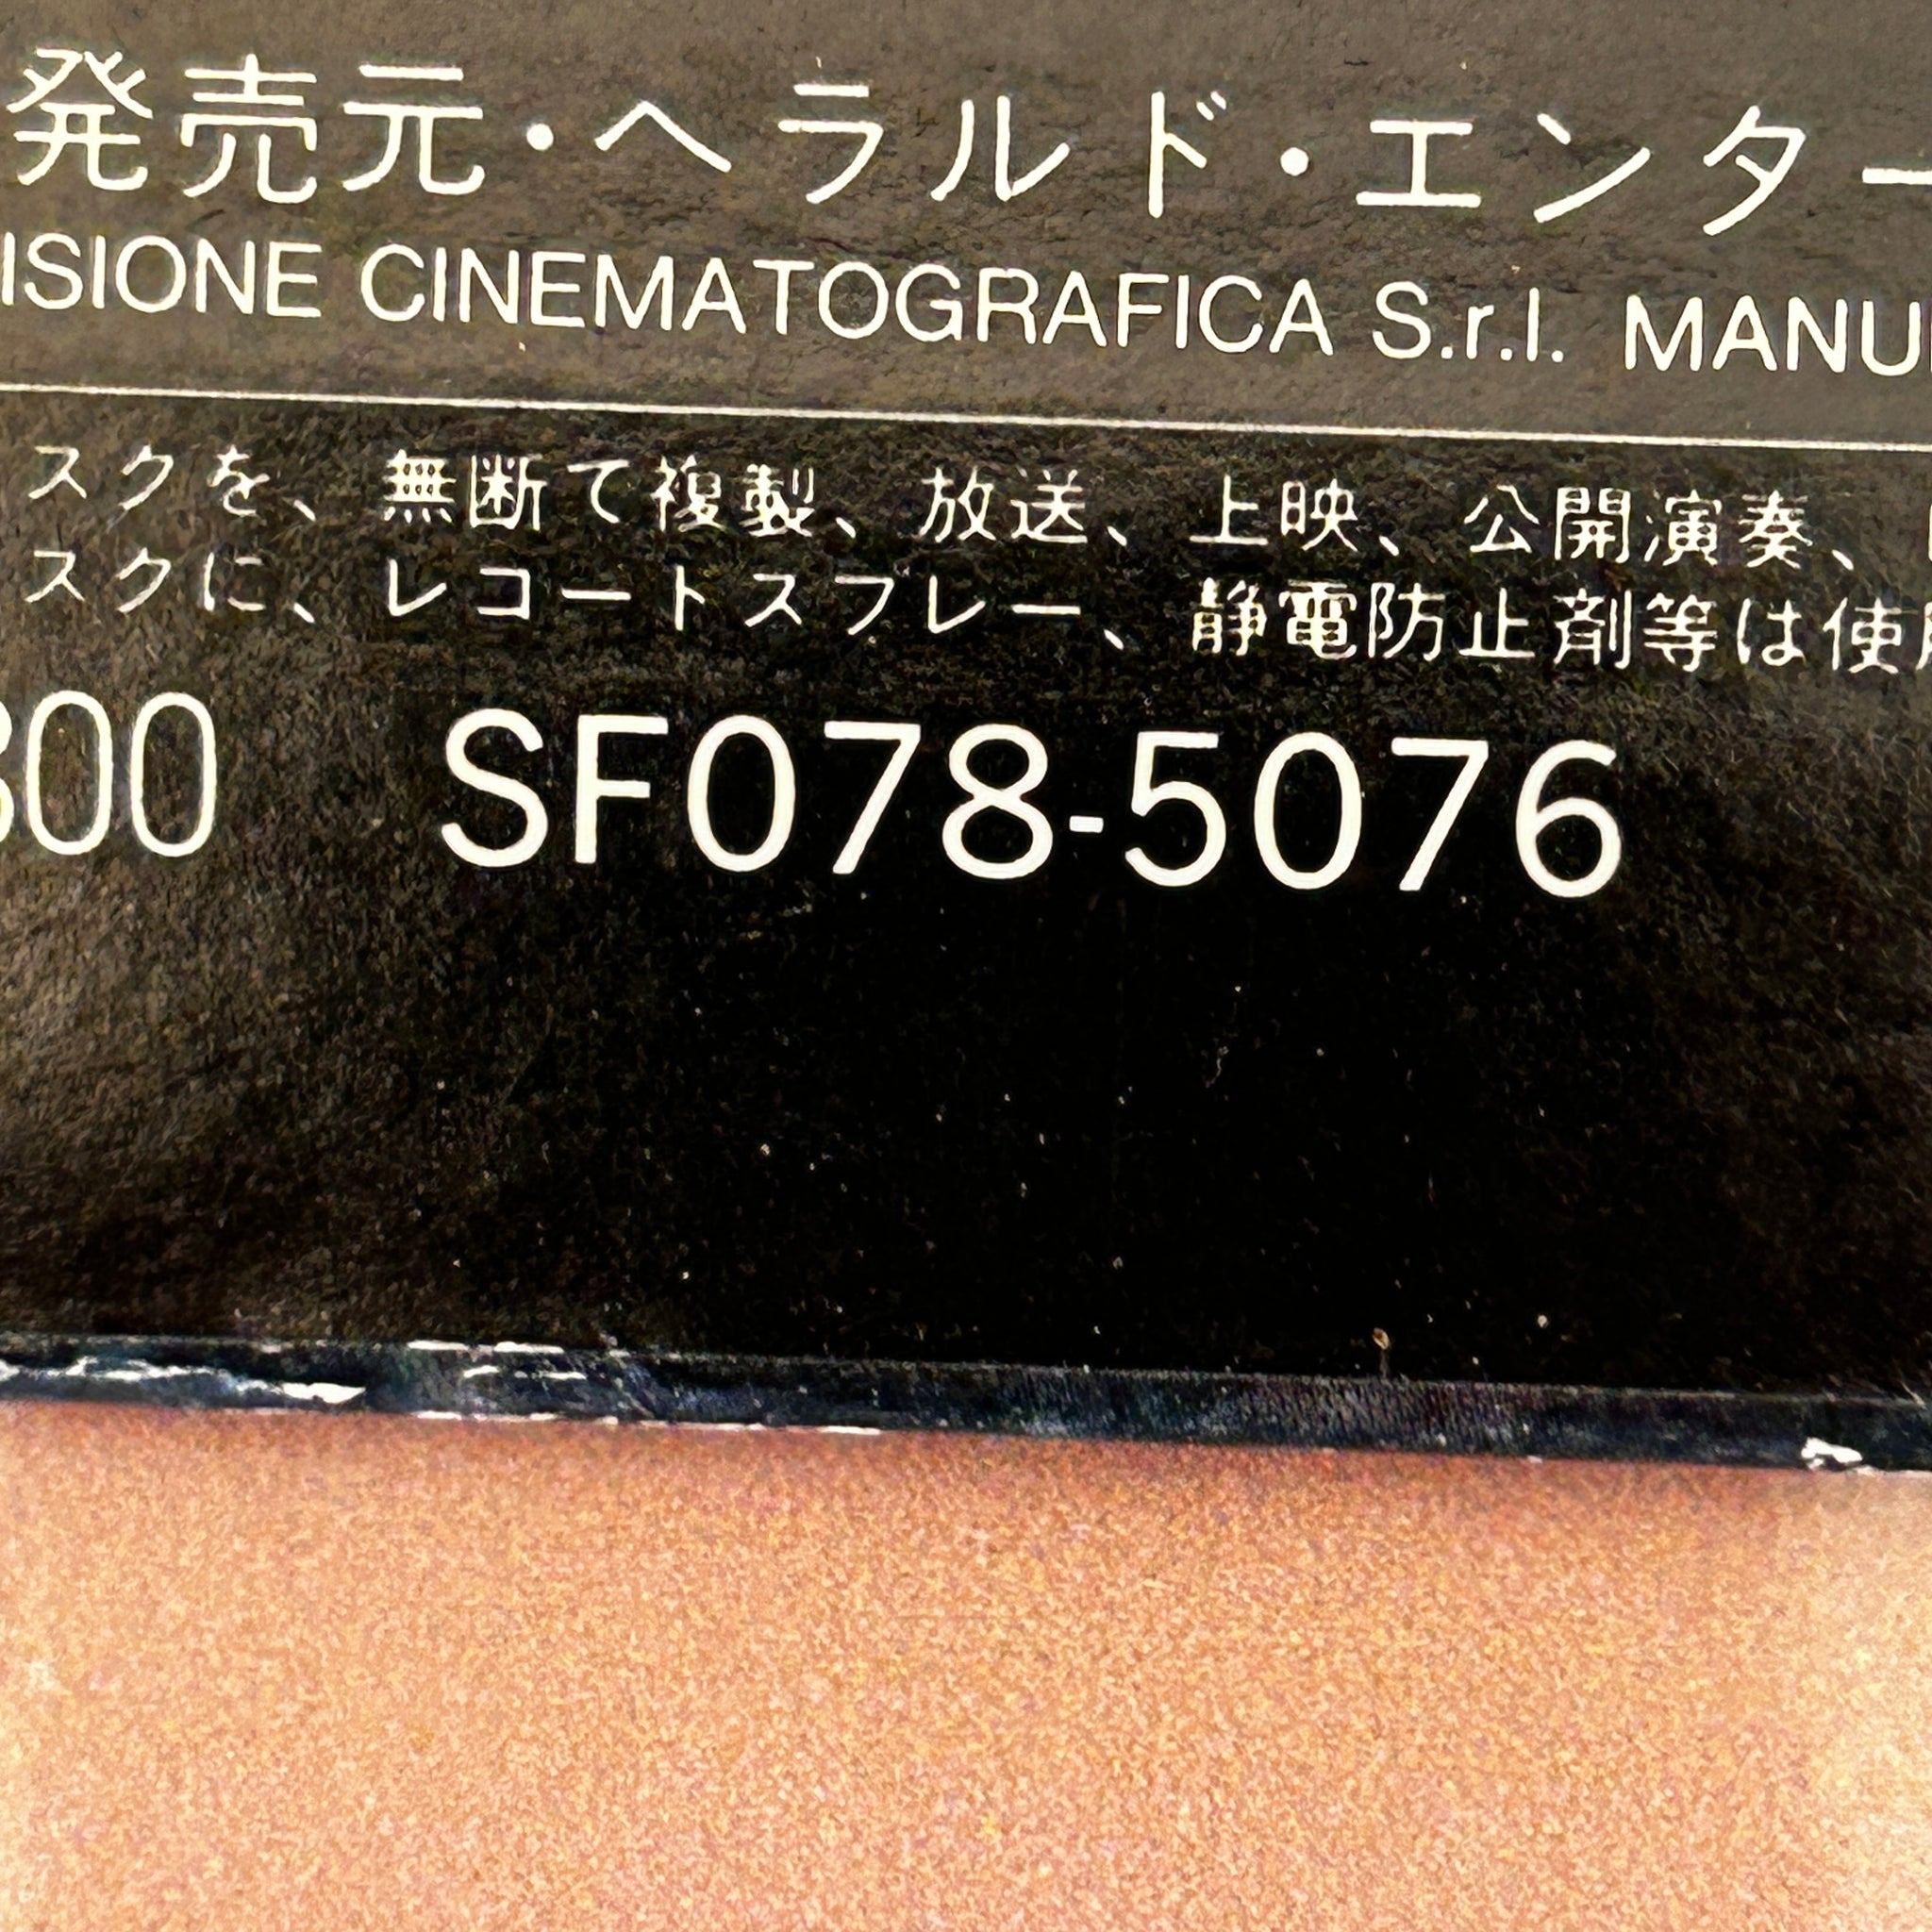 発売元・ヘラルド・エンター
ISIONE CINEMATOGRAFICA S.r.l. MANU
スクを、無断で複製、放送、上映、公開演奏、
スクに、レコードスプレー、静電防止剤等は使用
800 SF078-5076